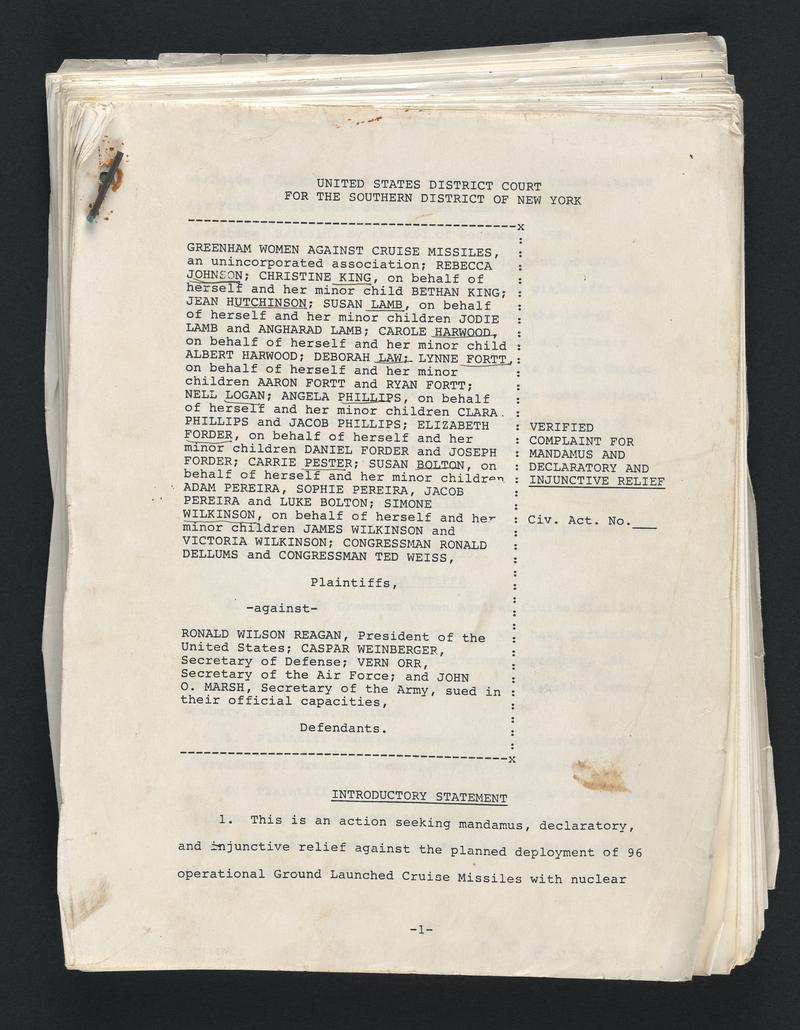 UNITED STATES DISTRICT COURT
FOR THE SOUTHERN DISTRICT OF NEW YORK
-------------------------------------------x
GREENHAM WOMEN AGAINST CRUISE MISSILES,
an unincorporated association; REBECCA
JOHNSON; CHRISTINE KING, on behalf of
herself and her minor child BETHAN KING;
JEAN HUTCHINSON; SUSAN LAMB, on behalf
of herself and her minor children JODIE
LAMB and ANGHARAD LAMB; CAROLE HARWOOD,
on behalf of herself and her minor child
ALBERT HARWOOD; DEBORAH LAW; LYNNE FORTT,
on behalf of herself and her minor
children AARON FORTT and RYAN FORTT;
NELL LOGAN; ANGELA PHILLIPS, on behalf
of herself and her minor children CLARA
PHILLIPS and JACOB PHILLIPS; ELIZABETH
FORDER, on behalf of herself and her
minor children DANIEL FORDER and JOSEPH
FORDER; CARRIE PESTER; SUSAN BOLTON, on
behalf of herself and her minor children
ADAM PEREIRA, SOPHIE PEREIRA, JACOB
PEREIRA and LUKE BOLTON; SIMONE
WILKINSON, on behalf of herself and her
minor children JAMES WILKINSON and
VICTORIA WILKINSON; CONGRESSMAN RONALD
DELLUMS and CONGRESSMAN TED WEISS,
Plaintiffs,
-against-
RONALD WILSON REAGAN, President of the
United States; CASPAR WEINBERGER,
Secretary of Defense; VERN ORR,
Secretary of the Air Force; and JOHN
O. MARSH, Secretary of the Army, sued in
their official capacities,
Defendants.
-------------------------------------------x
VERIFIED
COMPLAINT FOR
MANDAMUS AND
DECLARATORY AND
INJUNCTIVE RELIEF
Civ. Act. No.___
INTRODUCTORY STATEMENT
1. This is an action seeking mandamus, declaratory,
and injunctive relief against the planned deployment of 96
operational Ground Launched Cruise Missiles with nuclear
-1-